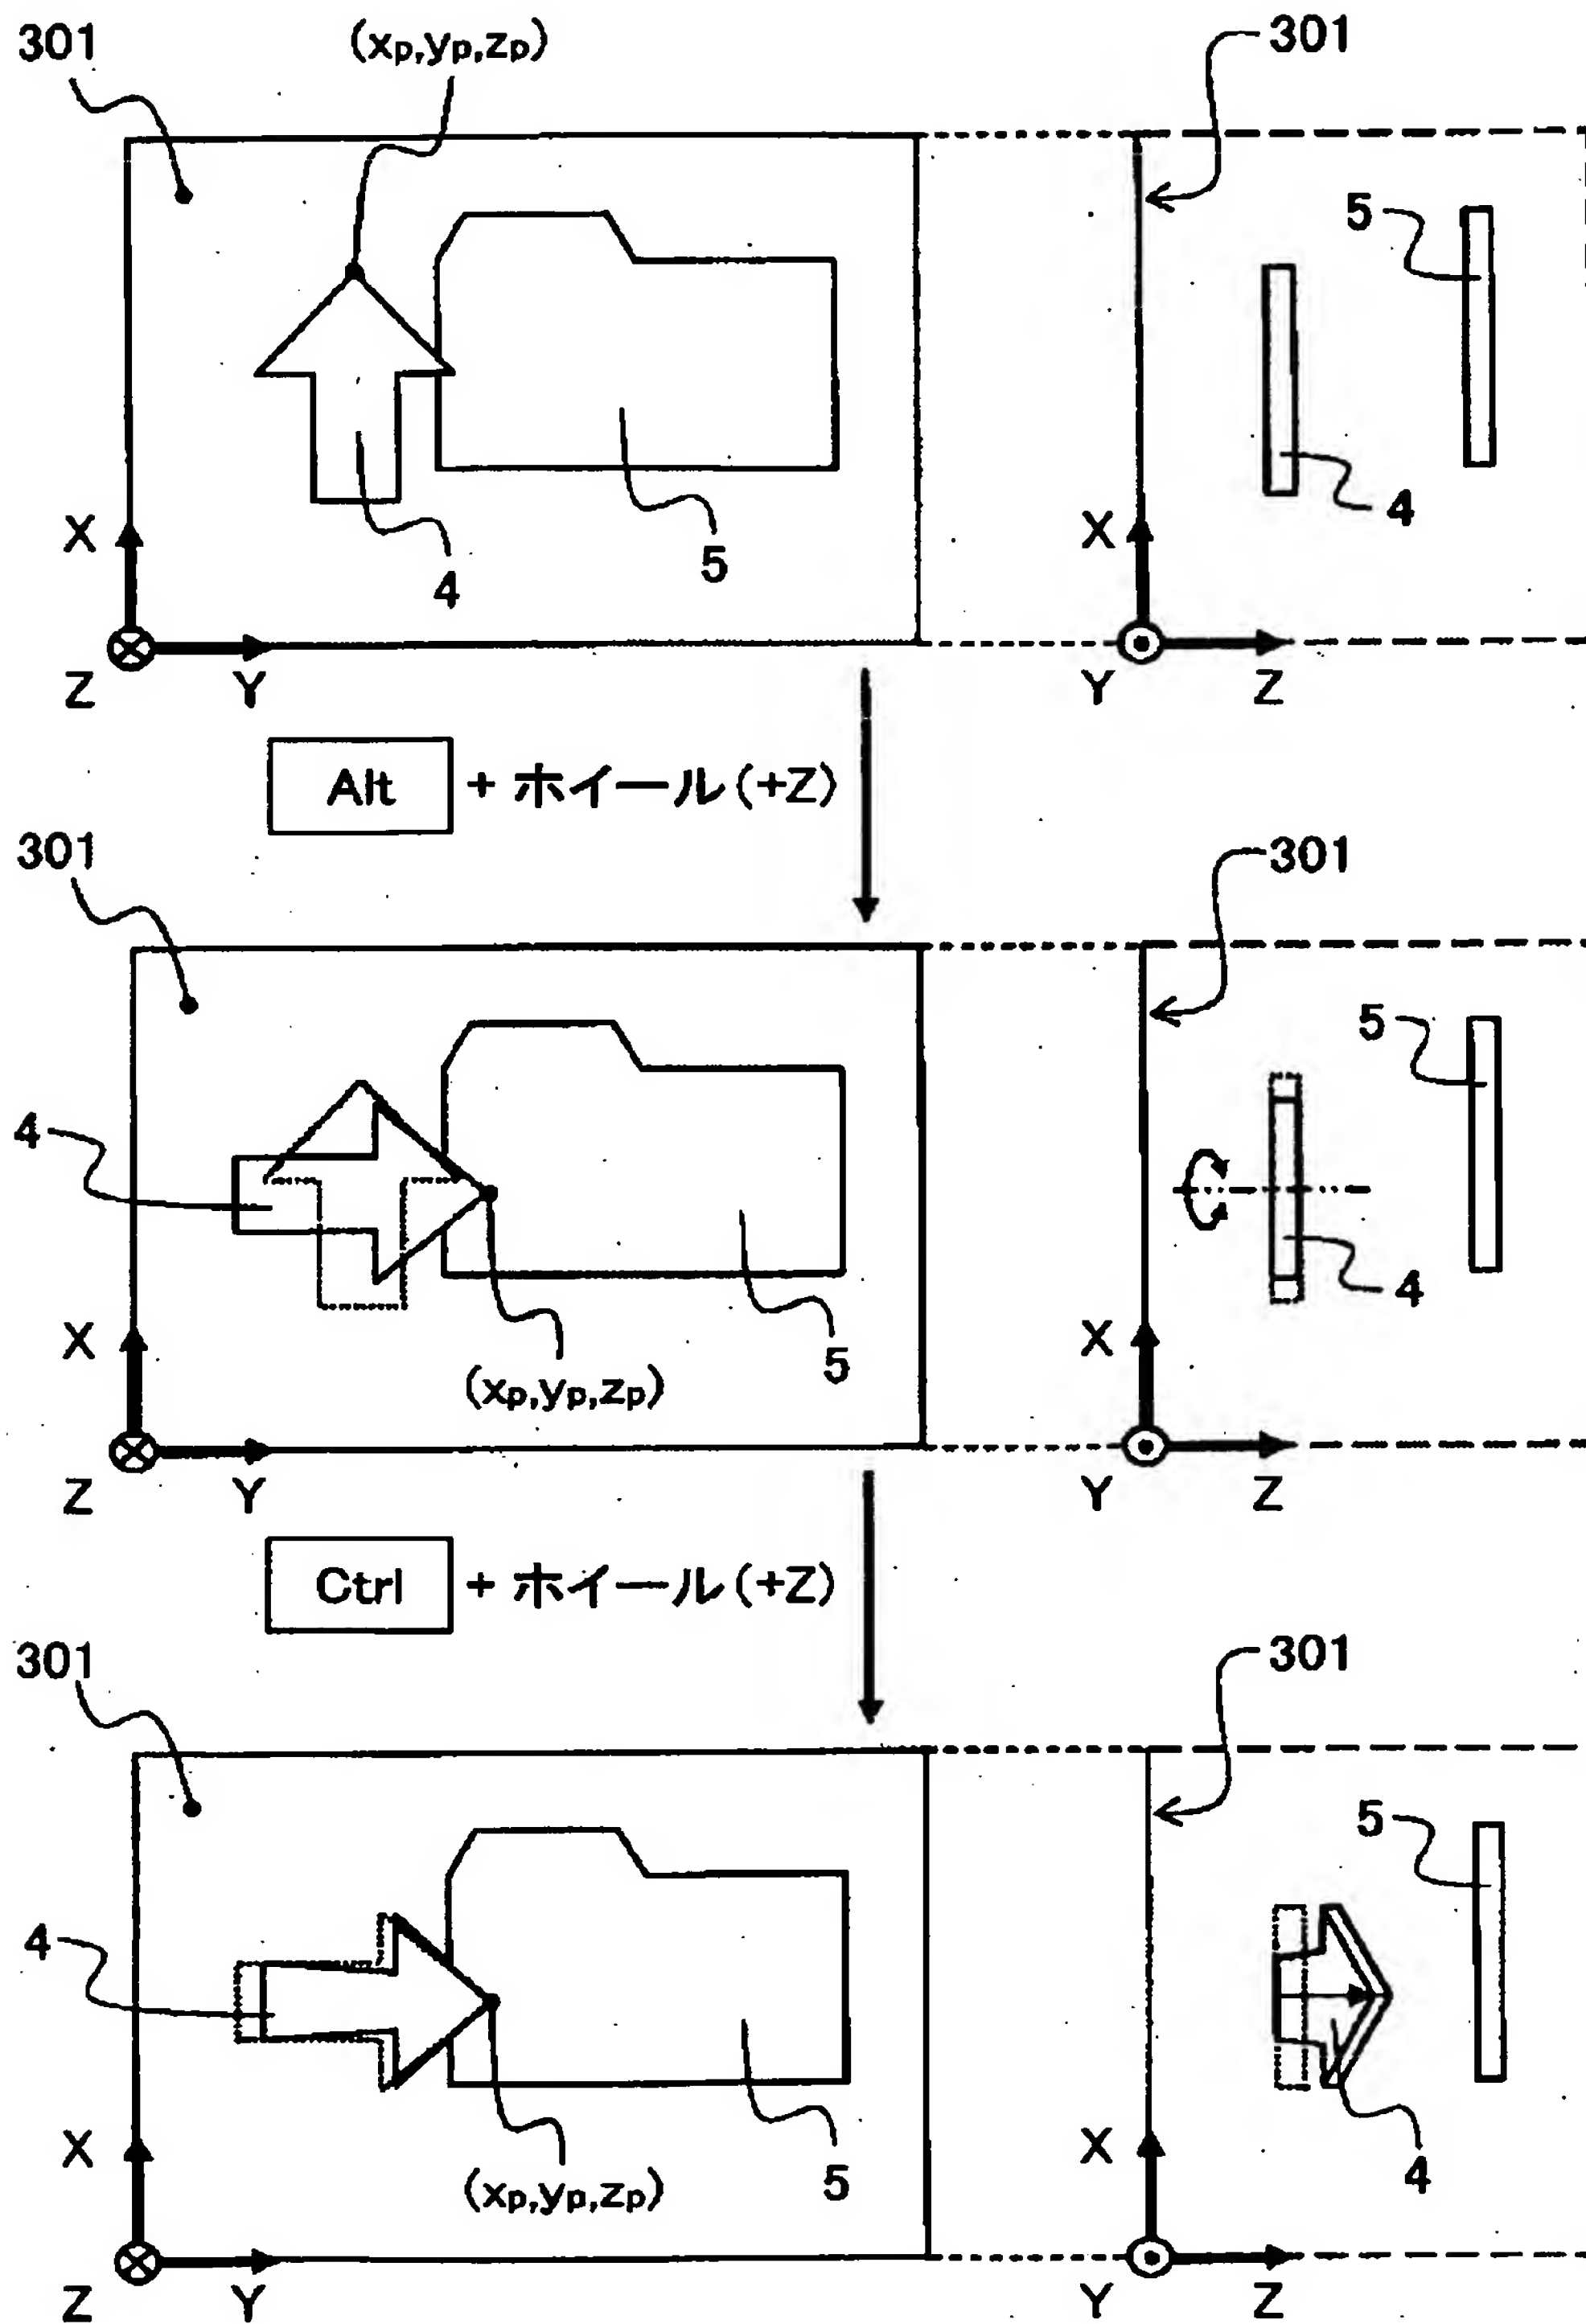 301 (xp,yp,zp) 301
5
4
X 4 5 X
Z Y Y Z
Alt + ホイール(+Z)
301 301
5
4
4
X 5 X
(xp,yp,zp)
Z Y Y Z
Ctrl + ホイール(+Z)
301 301
5
4
X 5 X 4
(xp,yp,zp)
Z Y Y Z